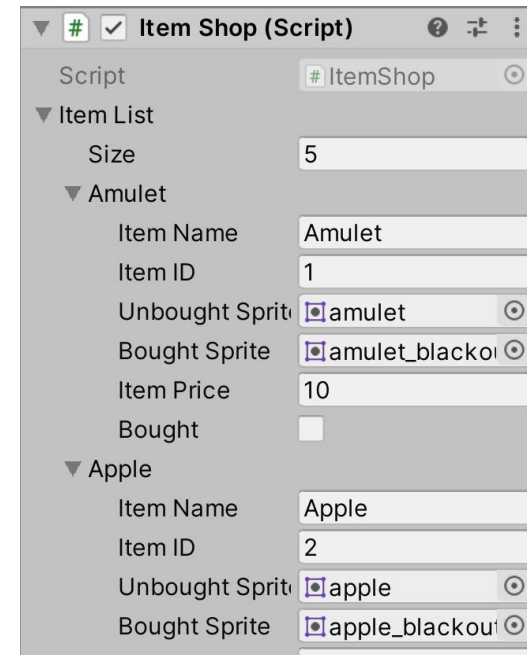 Item Shop (Script)
Script # ItemShop
Item List
Size 5
Amulet
Item Name Amulet
Item ID 1
Unbought Sprit amulet
Bought Sprite amulet_blackou
Item Price 10
Bought
Apple
Item Name Apple
Item ID 2
Unbought Sprit apple
Bought Sprite apple_blackout